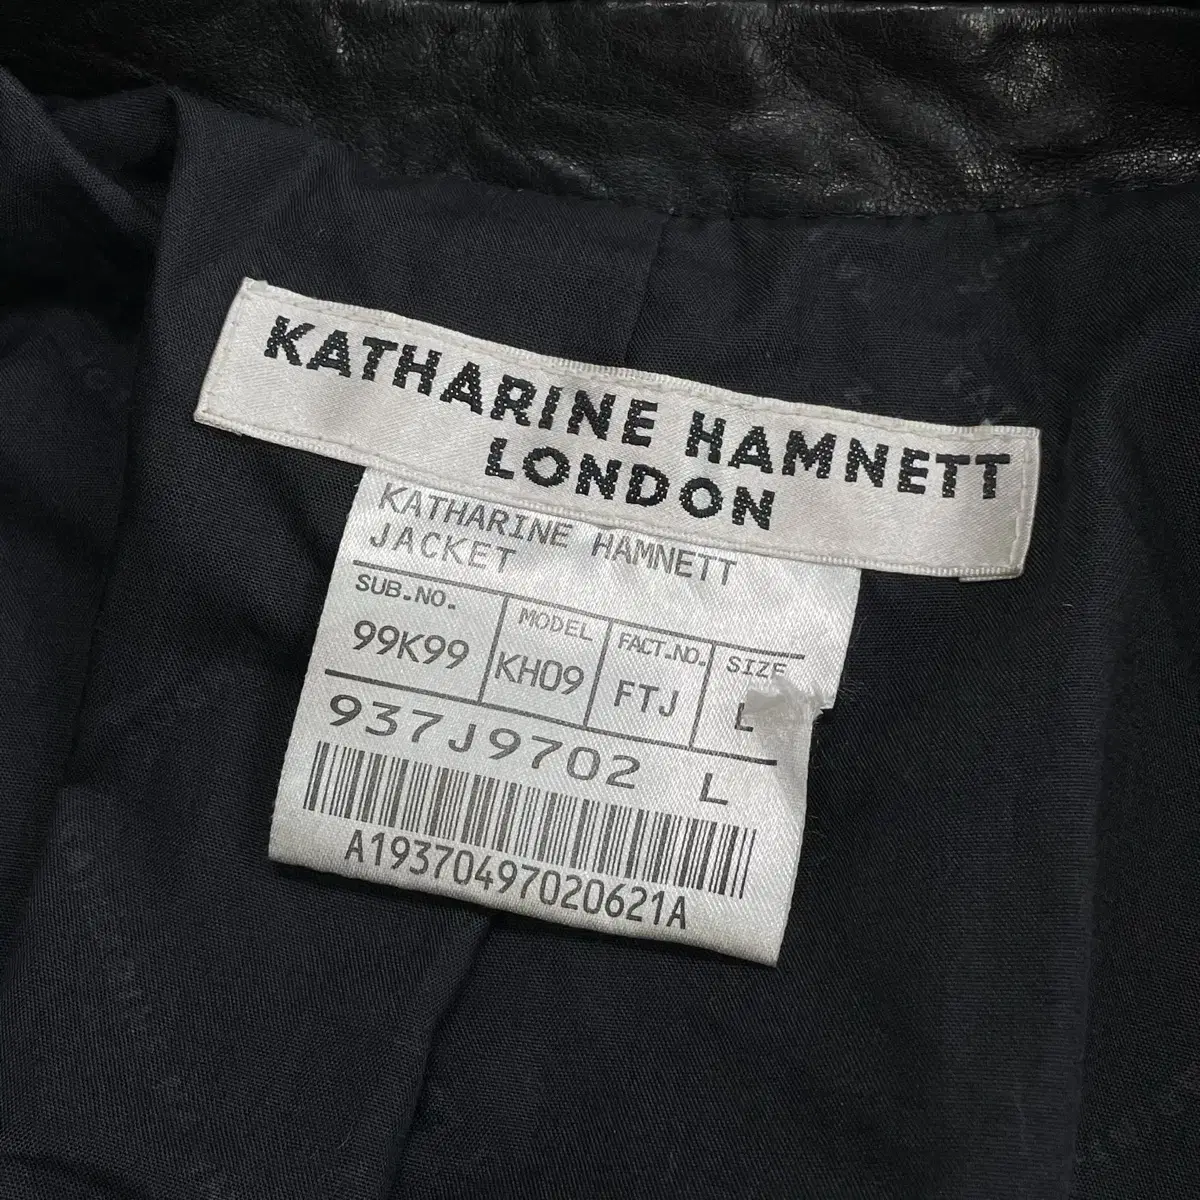 KATHARINE HAMNETT
LONDON
KATHARINE HAMNETT
JACKET
SUB.NO. MODEL FACT.NO. SIZE
99K99 KH09 FTJ L
937J9702 L
A19370497020621A